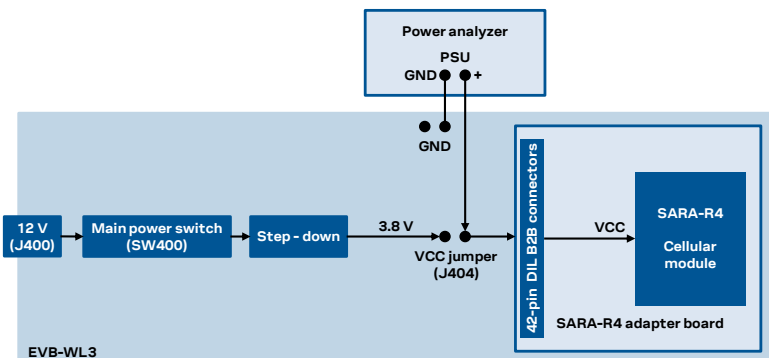 Power analyzer
PSU
GND
+
GND
12 V
(J400)
Main power switch
(SW400)
Step - down
3.8 V
VCC jumper
(J404)
42-pin DIL B2B connectors
VCC
SARA-R4
Cellular
module
SARA-R4 adapter board
EVB-WL3